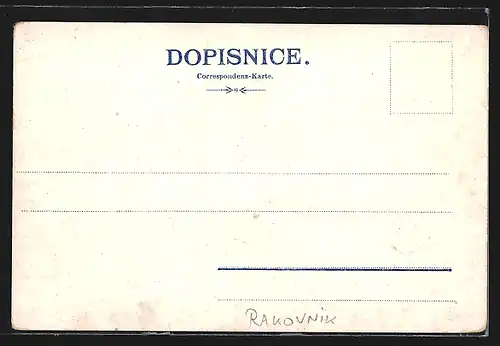 DOPISNICE.
Correspondenz-Karte.
RAKOVNIK